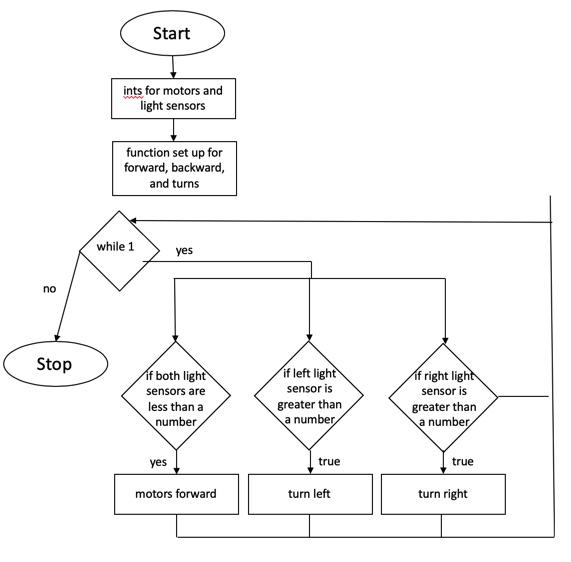 Start
ints for motors and
light sensors
function set up for
forward, backward,
and turns
while 1
yes
no
Stop
if both light
sensors are
less than a
number
if left light
sensor is
greater than
a number
if right light
sensor is
greater than
a number
yes
true
true
motors forward
turn left
turn right